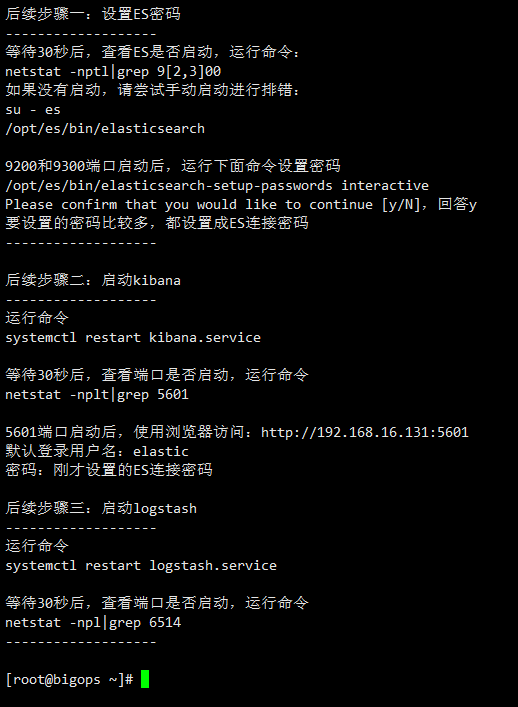 后续步骤一：设置ES密码
-------------------
等待30秒后，查看ES是否启动，运行命令：
netstat -nptl|grep 9[2,3]00
如果没有启动，请尝试手动启动进行排错：
su - es
/opt/es/bin/elasticsearch
9200和9300端口启动后，运行下面命令设置密码
/opt/es/bin/elasticsearch-setup-passwords interactive
Please confirm that you would like to continue [y/N]，回答y
要设置的密码比较多，都设置成ES连接密码
-------------------
后续步骤二：启动kibana
-------------------
运行命令
systemctl restart kibana.service
等待30秒后，查看端口是否启动，运行命令
netstat -nplt|grep 5601
5601端口启动后，使用浏览器访问：http://192.168.16.131:5601
默认登录用户名：elastic
密码：刚才设置的ES连接密码
后续步骤三：启动logstash
-------------------
运行命令
systemctl restart logstash.service
等待30秒后，查看端口是否启动，运行命令
netstat -npl|grep 6514
-------------------
[root@bigops ~]#